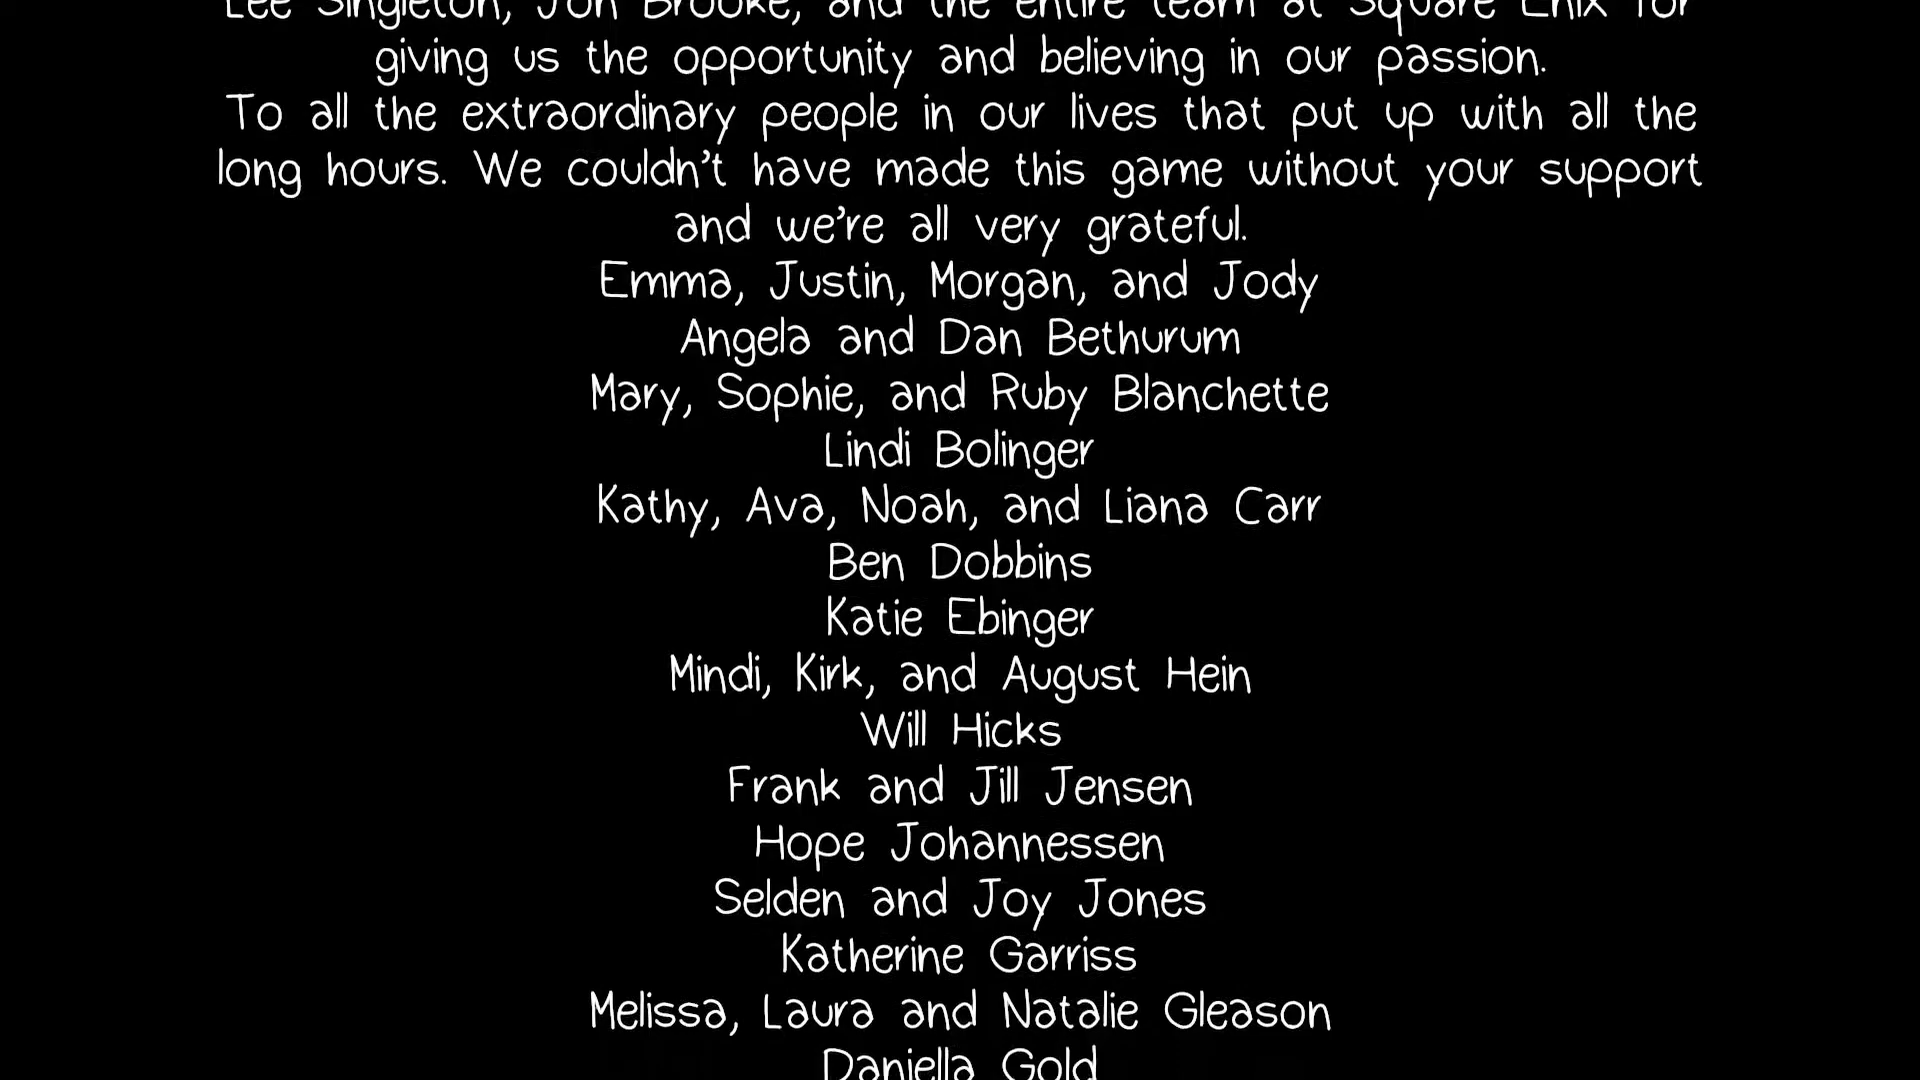 Lee Singleton, Jon Brooke, and the entire team at Square Enix for
giving us the opportunity and believing in our passion.
To all the extraordinary people in our lives that put up with all the
long hours. We couldn't have made this game without your support
and we're all very grateful.
Emma, Justin, Morgan, and Jody
Angela and Dan Bethurum
Mary, Sophie, and Ruby Blanchette
Lindi Bolinger
Kathy, Ava, Noah, and Liana Carr
Ben Dobbins
Katie Ebinger
Mindi, Kirk, and August Hein
Will Hicks
Frank and Jill Jensen
Hope Johannessen
Selden and Joy Jones
Katherine Garriss
Melissa, Laura and Natalie Gleason
Daniella Gold